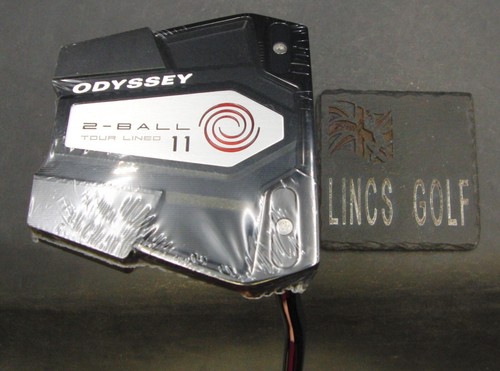 ODYSSEY
2-BALL
TOUR LINED 11
LINCS GOLF